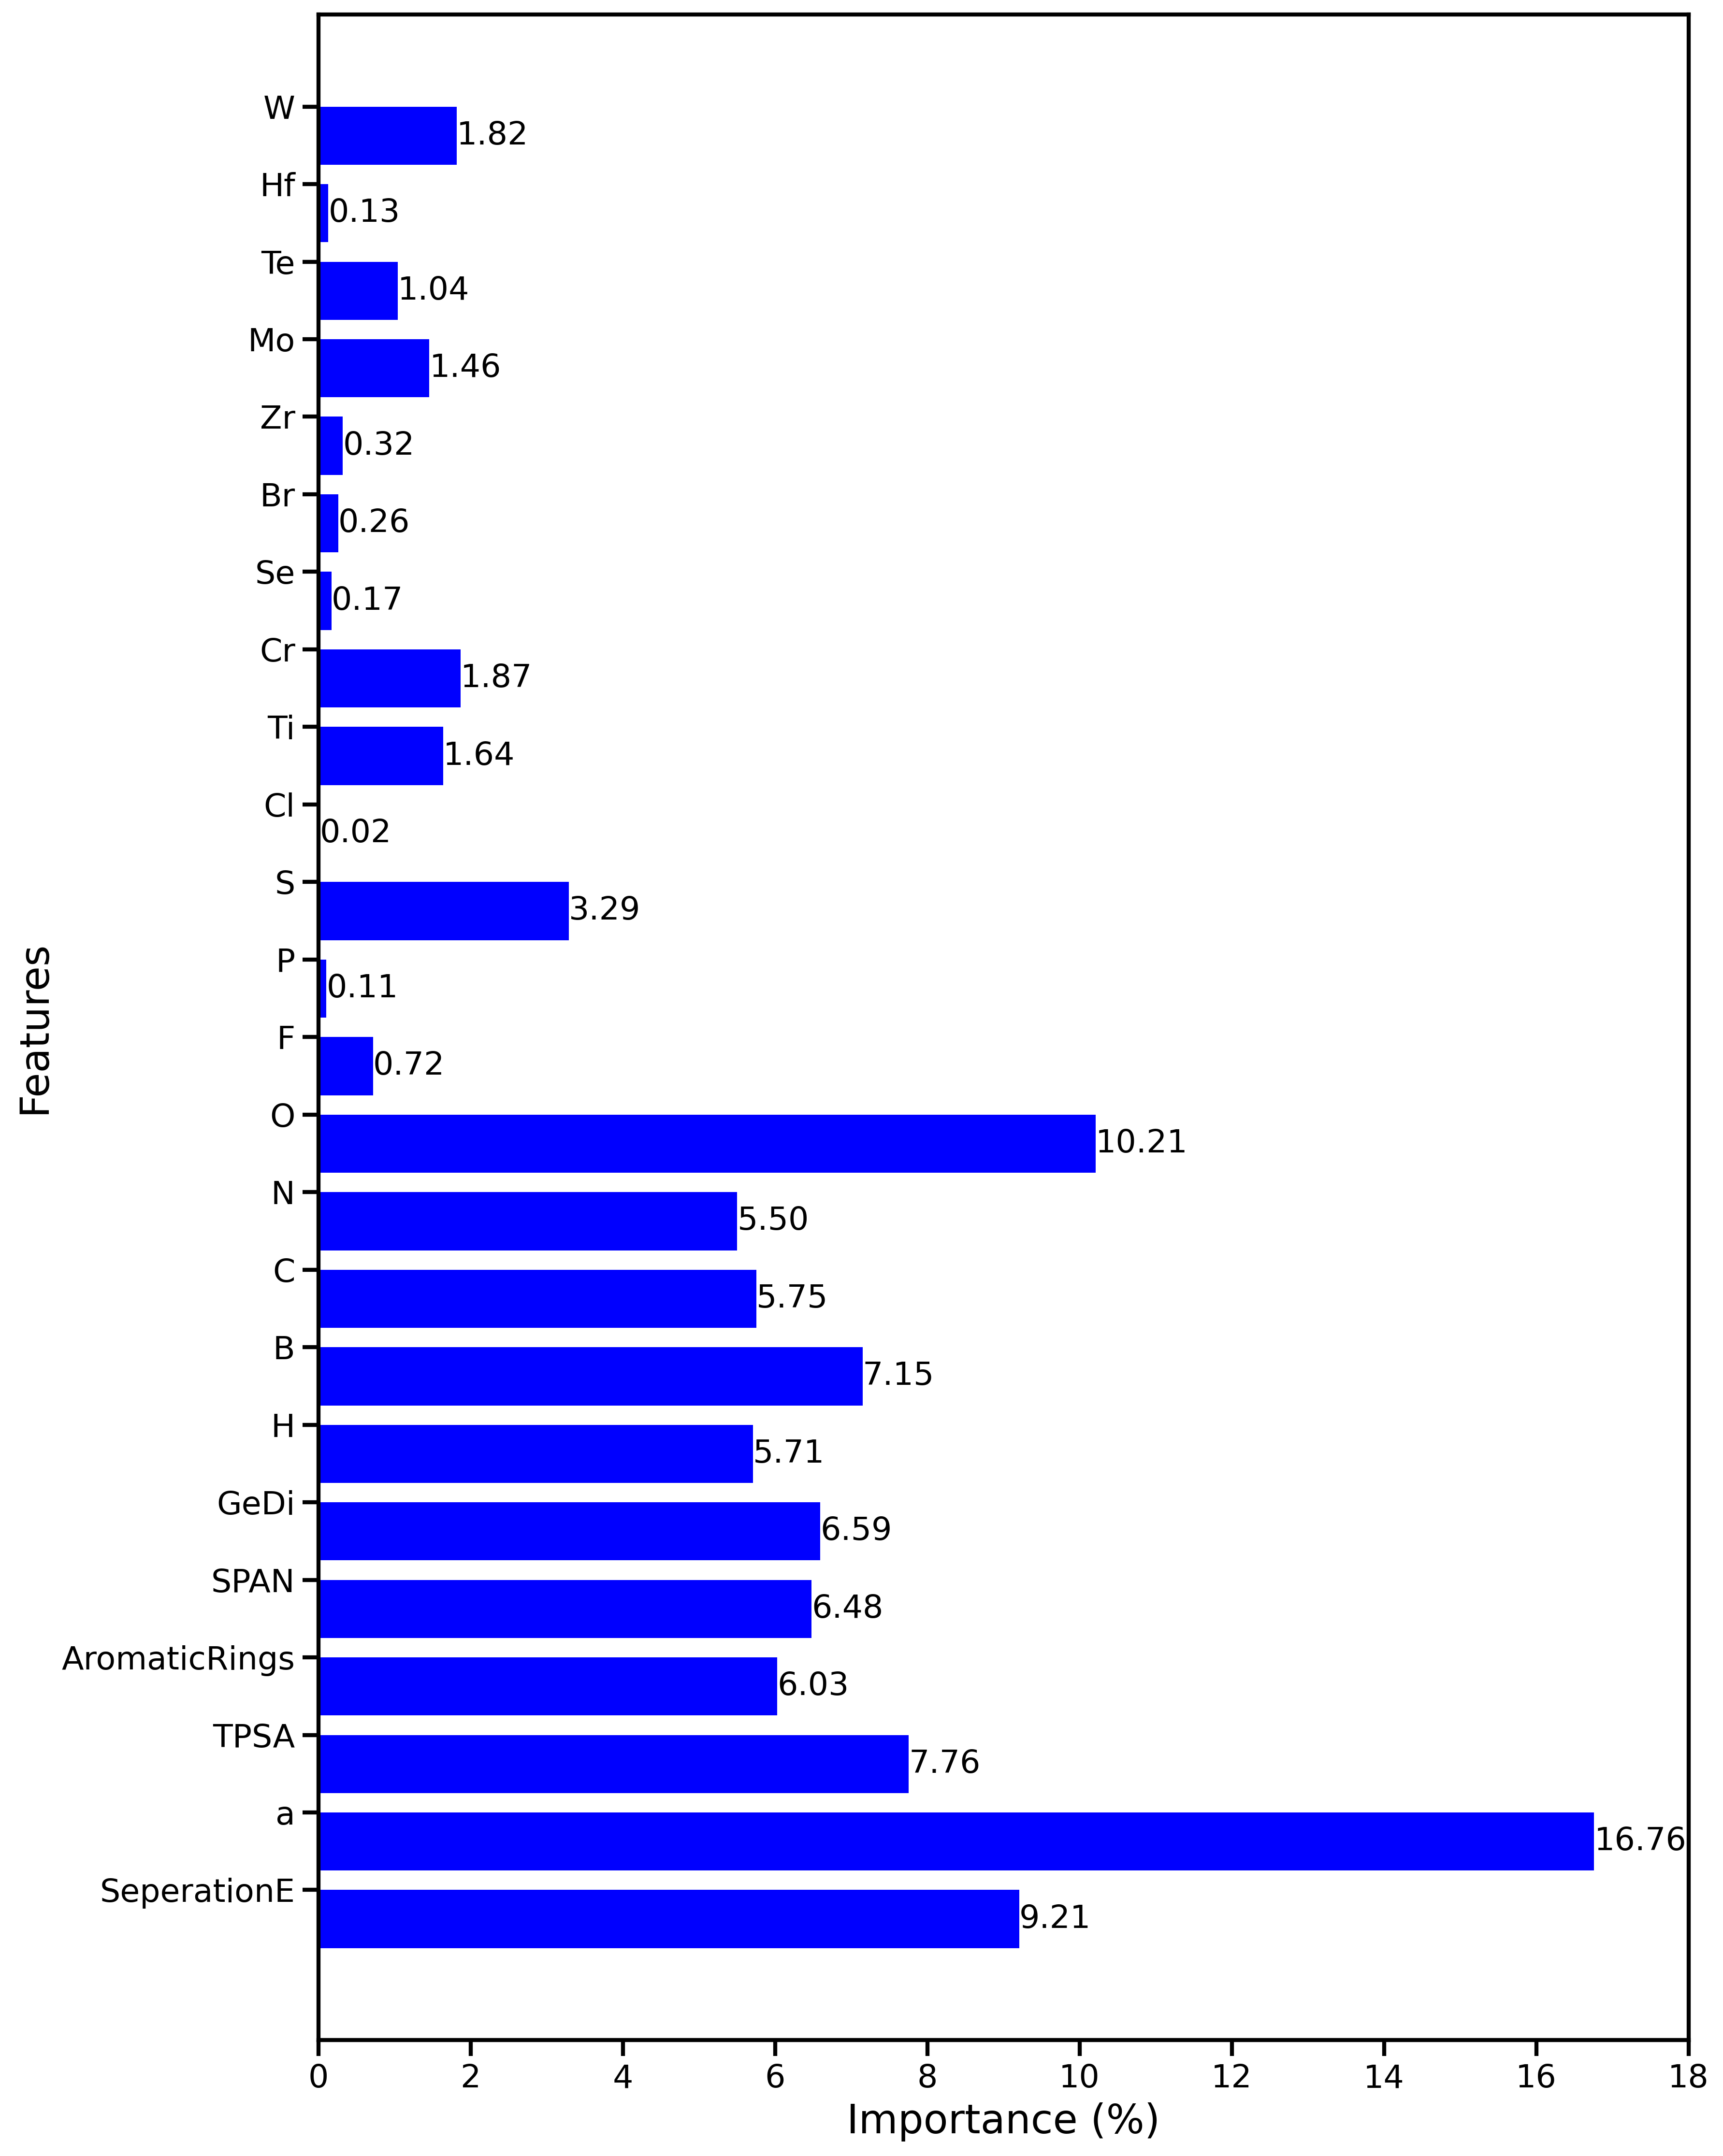 W
1.82
Hf
0.13
Te
1.04
Mo
1.46
Zr
0.32
Br
0.26
Se
0.17
Cr
1.87
Ti
1.64
Cl
0.02
S
3.29
P
0.11
F
0.72
O
10.21
N
5.50
C
5.75
B
7.15
H
5.71
GeDi
6.59
SPAN
6.48
AromaticRings
6.03
TPSA
7.76
a
16.76
SeperationE
9.21
Features
0 2 4 6 8 10 12 14 16 18
Importance (%)